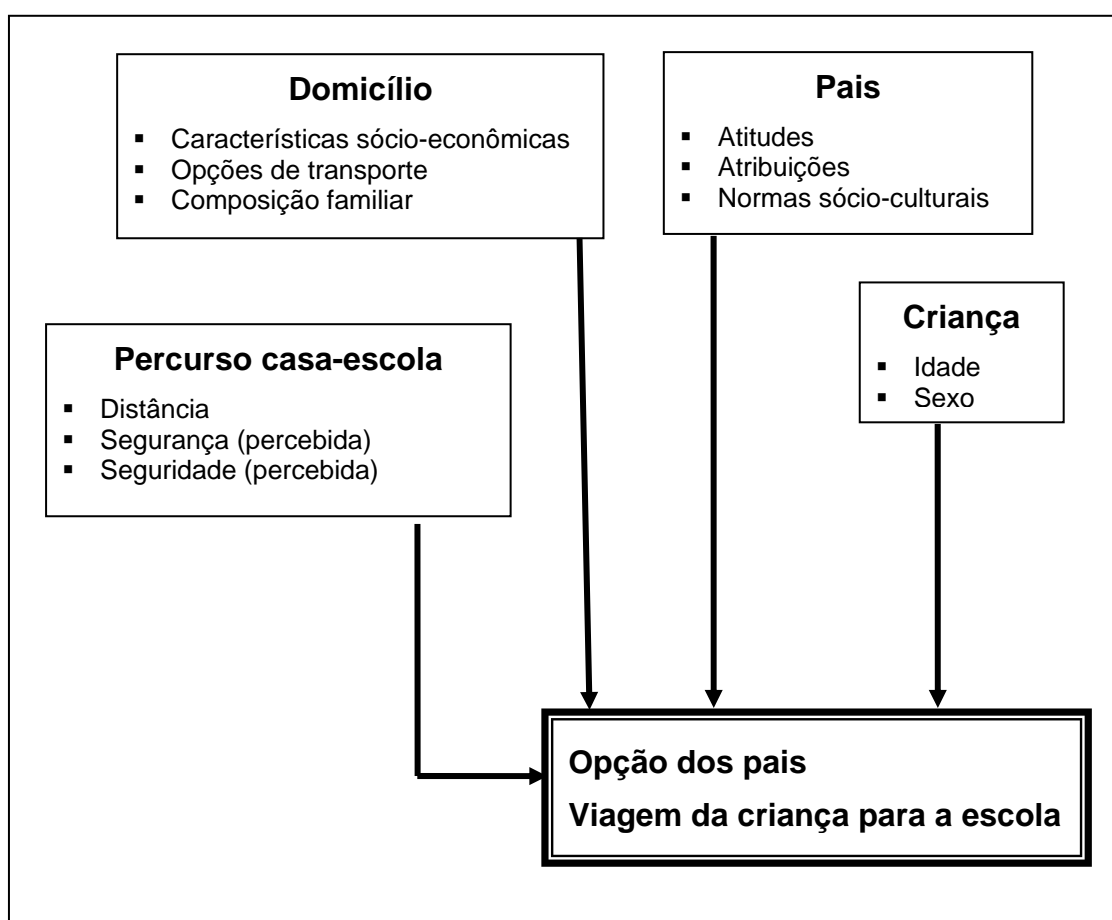 Domicílio
▪ Características sócio-econômicas
▪ Opções de transporte
▪ Composição familiar
Pais
▪ Atitudes
▪ Atribuições
▪ Normas sócio-culturais
Criança
▪ Idade
▪ Sexo
Percurso casa-escola
▪ Distância
▪ Segurança (percebida)
▪ Seguridade (percebida)
Opção dos pais
Viagem da criança para a escola